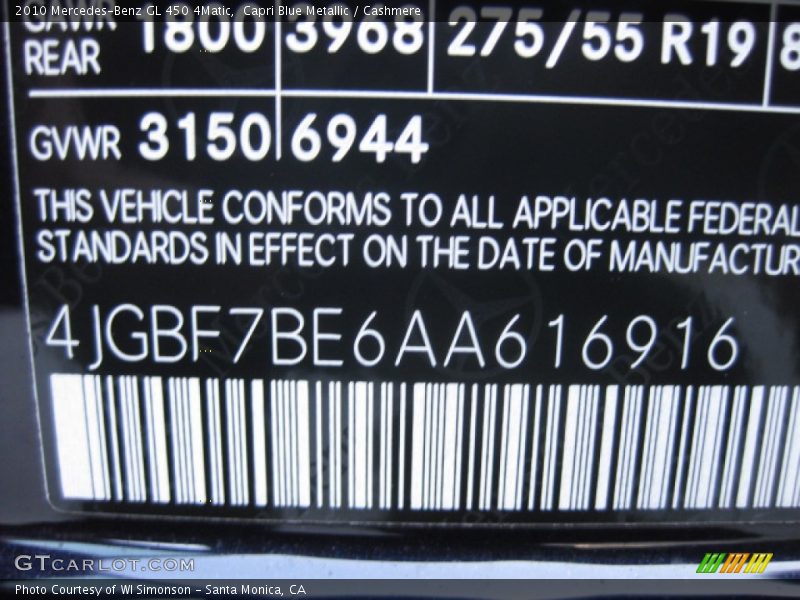 2010 Mercedes-Benz GL 450 4Matic, Capri Blue Metallic / Cashmere
GAWR 1800 3968 275/55 R19 8
REAR
GVWR 3150 6944
THIS VEHICLE CONFORMS TO ALL APPLICABLE FEDERAL
STANDARDS IN EFFECT ON THE DATE OF MANUFACTUR
4JGBF7BE6AA616916
GTCARLOT.COM
Photo Courtesy of WI Simonson - Santa Monica, CA